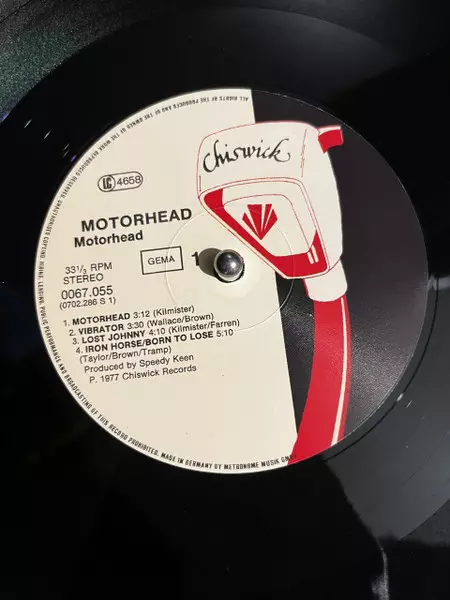 Chiswick
LC 4658
MOTORHEAD
Motorhead
33 1/3 RPM
STEREO
GEMA
1
0067.055
(0702.286 S 1)
1. MOTORHEAD 3:12 (Kilmister)
2. VIBRATOR 3:30 (Wallace/Brown)
3. LOST JOHNNY 4:10 (Kilmister/Farren)
4. IRON HORSE/BORN TO LOSE 5:10
(Taylor/Brown/Tramp)
Produced by Speedy Keen
P. 1977 Chiswick Records
ALL RIGHTS OF THE PRODUCER AND OF THE OWNER OF THE WORK REPRODUCED RESERVED. UNAUTHORIZED COPYING, HIRING, LENDING, PUBLIC PERFORMANCE AND BROADCASTING OF THIS RECORD PROHIBITED. MADE IN GERMANY BY METRONOME MUSIK GMBH